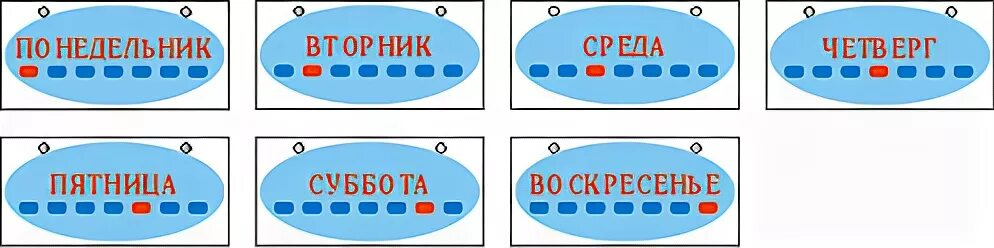 ПОНЕДЕЛЬНИК
ВТОРНИК
СРЕДА
ЧЕТВЕРГ
ПЯТНИЦА
СУББОТА
ВОСКРЕСЕНЬЕ